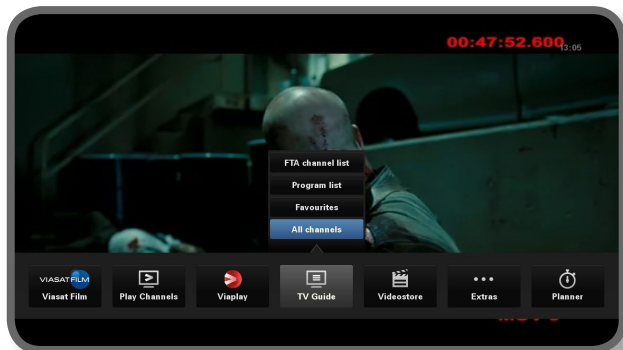 00:47:52.600
13:05
FTA channel list
Program list
Favourites
All channels
VIASAT FILM
Viasat Film
Play Channels
Viaplay
TV Guide
Videostore
Extras
Planner